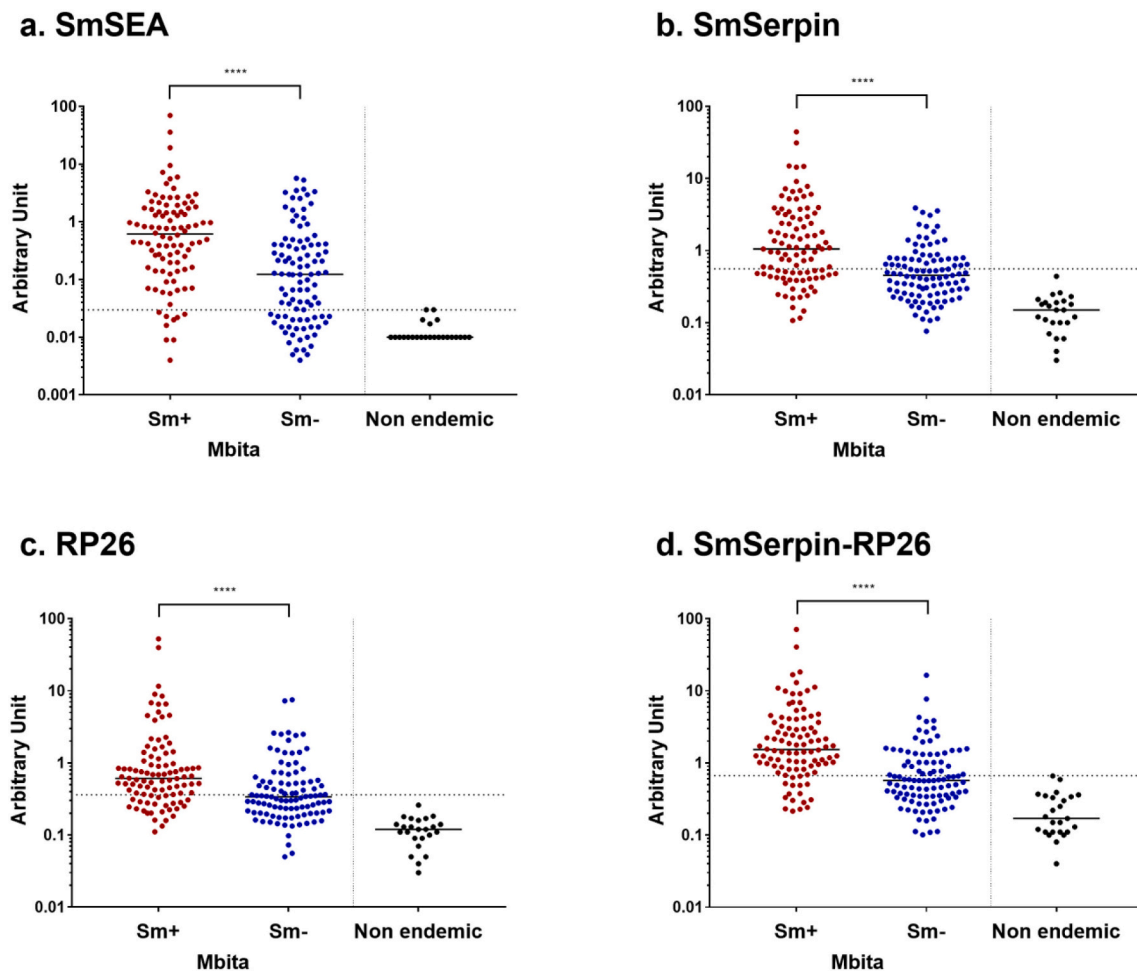 a. SmSEA
****
Arbitrary Unit
100
10
1
0.1
0.01
0.001
Sm+ Sm- Non endemic
Mbita
b. SmSerpin
****
Arbitrary Unit
100
10
1
0.1
0.01
Sm+ Sm- Non endemic
Mbita
c. RP26
****
Arbitrary Unit
100
10
1
0.1
0.01
Sm+ Sm- Non endemic
Mbita
d. SmSerpin-RP26
****
Arbitrary Unit
100
10
1
0.1
0.01
Sm+ Sm- Non endemic
Mbita